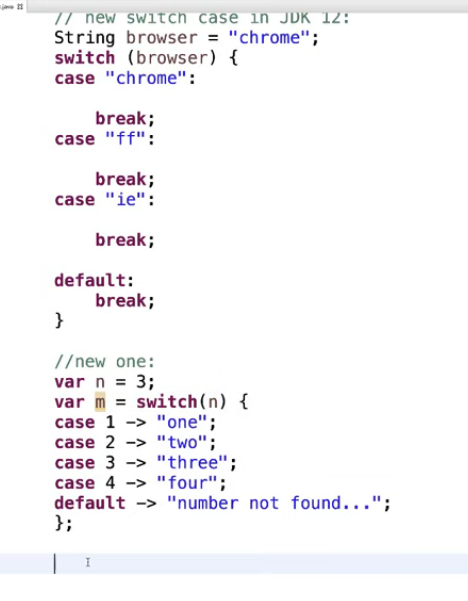 .java
// new switch case in JDK 12:
String browser = "chrome";
switch (browser) {
case "chrome":
break;
case "ff":
break;
case "ie":
break;
default:
break;
}
//new one:
var n = 3;
var m = switch(n) {
case 1 -> "one";
case 2 -> "two";
case 3 -> "three";
case 4 -> "four";
default -> "number not found...";
};